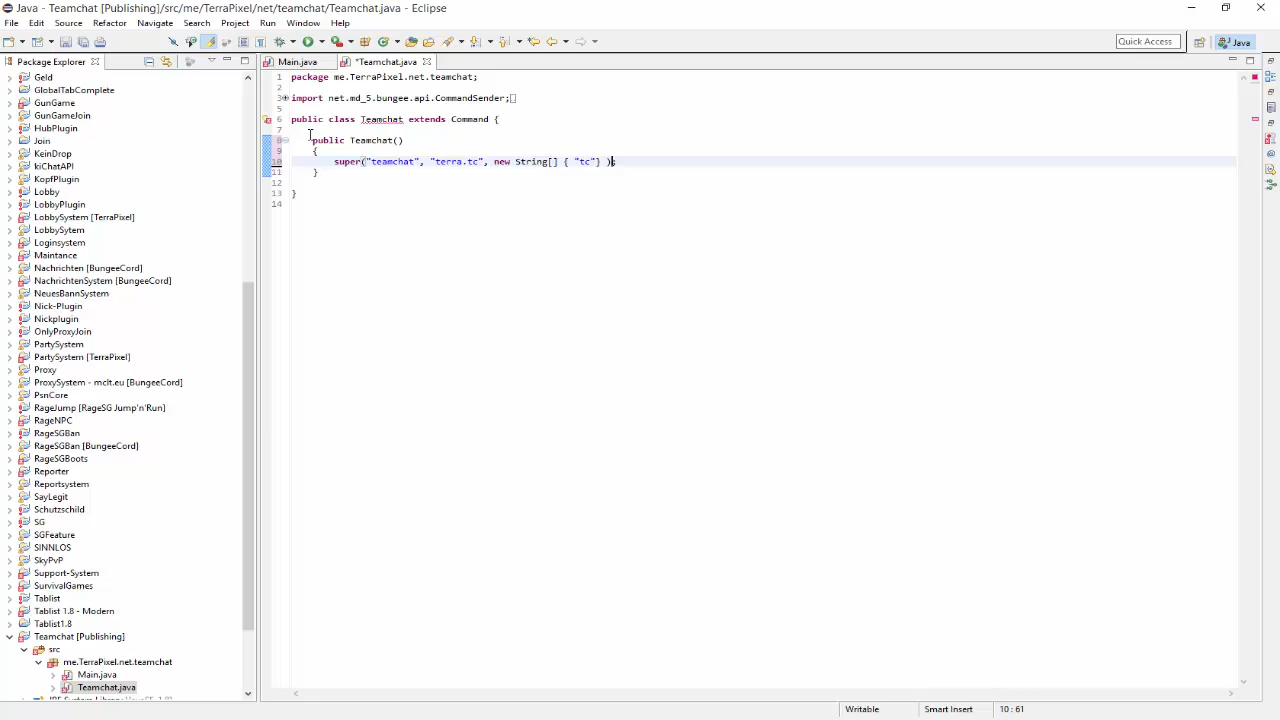 Java - Teamchat [Publishing]/src/me/TerraPixel/net/teamchat/Teamchat.java - Eclipse
File Edit Source Refactor Navigate Search Project Run Window Help
Quick Access
Java
Package Explorer
Geld
GlobalTabComplete
GunGame
GunGameJoin
HubPlugin
Join
KeinDrop
kiChatAPI
KopfPlugin
Lobby
LobbyPlugin
LobbySystem [TerraPixel]
LobbySytem
Loginsystem
Maintance
Nachrichten [BungeeCord]
NachrichtenSystem [BungeeCord]
NeuesBannSystem
Nick-Plugin
Nickplugin
OnlyProxyJoin
PartySystem
PartySystem [TerraPixel]
Proxy
ProxySystem - mclt.eu [BungeeCord]
PsnCore
RageJump [RageSG Jump'n'Run]
RageNPC
RageSGBan
RageSGBan [BungeeCord]
RageSGBoots
Reporter
Reportsystem
SayLegit
Schutzschild
SG
SGFeature
SINNLOS
SkyPvP
Support-System
SurvivalGames
Tablist
Tablist 1.8 - Modern
Tablist1.8
Teamchat [Publishing]
src
me.TerraPixel.net.teamchat
Main.java
Teamchat.java
Main.java
*Teamchat.java
1 package me.TerraPixel.net.teamchat;
2
3 import net.md_5.bungee.api.CommandSender;
5
6 public class Teamchat extends Command {
7
8 public Teamchat()
9 {
10 super("teamchat", "terra.tc", new String[] { "tc"} );
11 }
12
13 }
14
Writable
Smart Insert
10 : 61